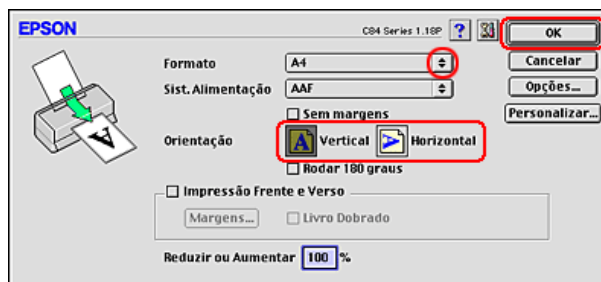 EPSON
C84 Series 1.18P ?
OK
Formato A4
Cancelar
Sist. Alimentação AAF
Opções...
Sem margens
Personalizar...
Orientação A Vertical A Horizontal
Rodar 180 graus
Impressão Frente e Verso
Margens... Livro Dobrado
Reduzir ou Aumentar 100 %
A